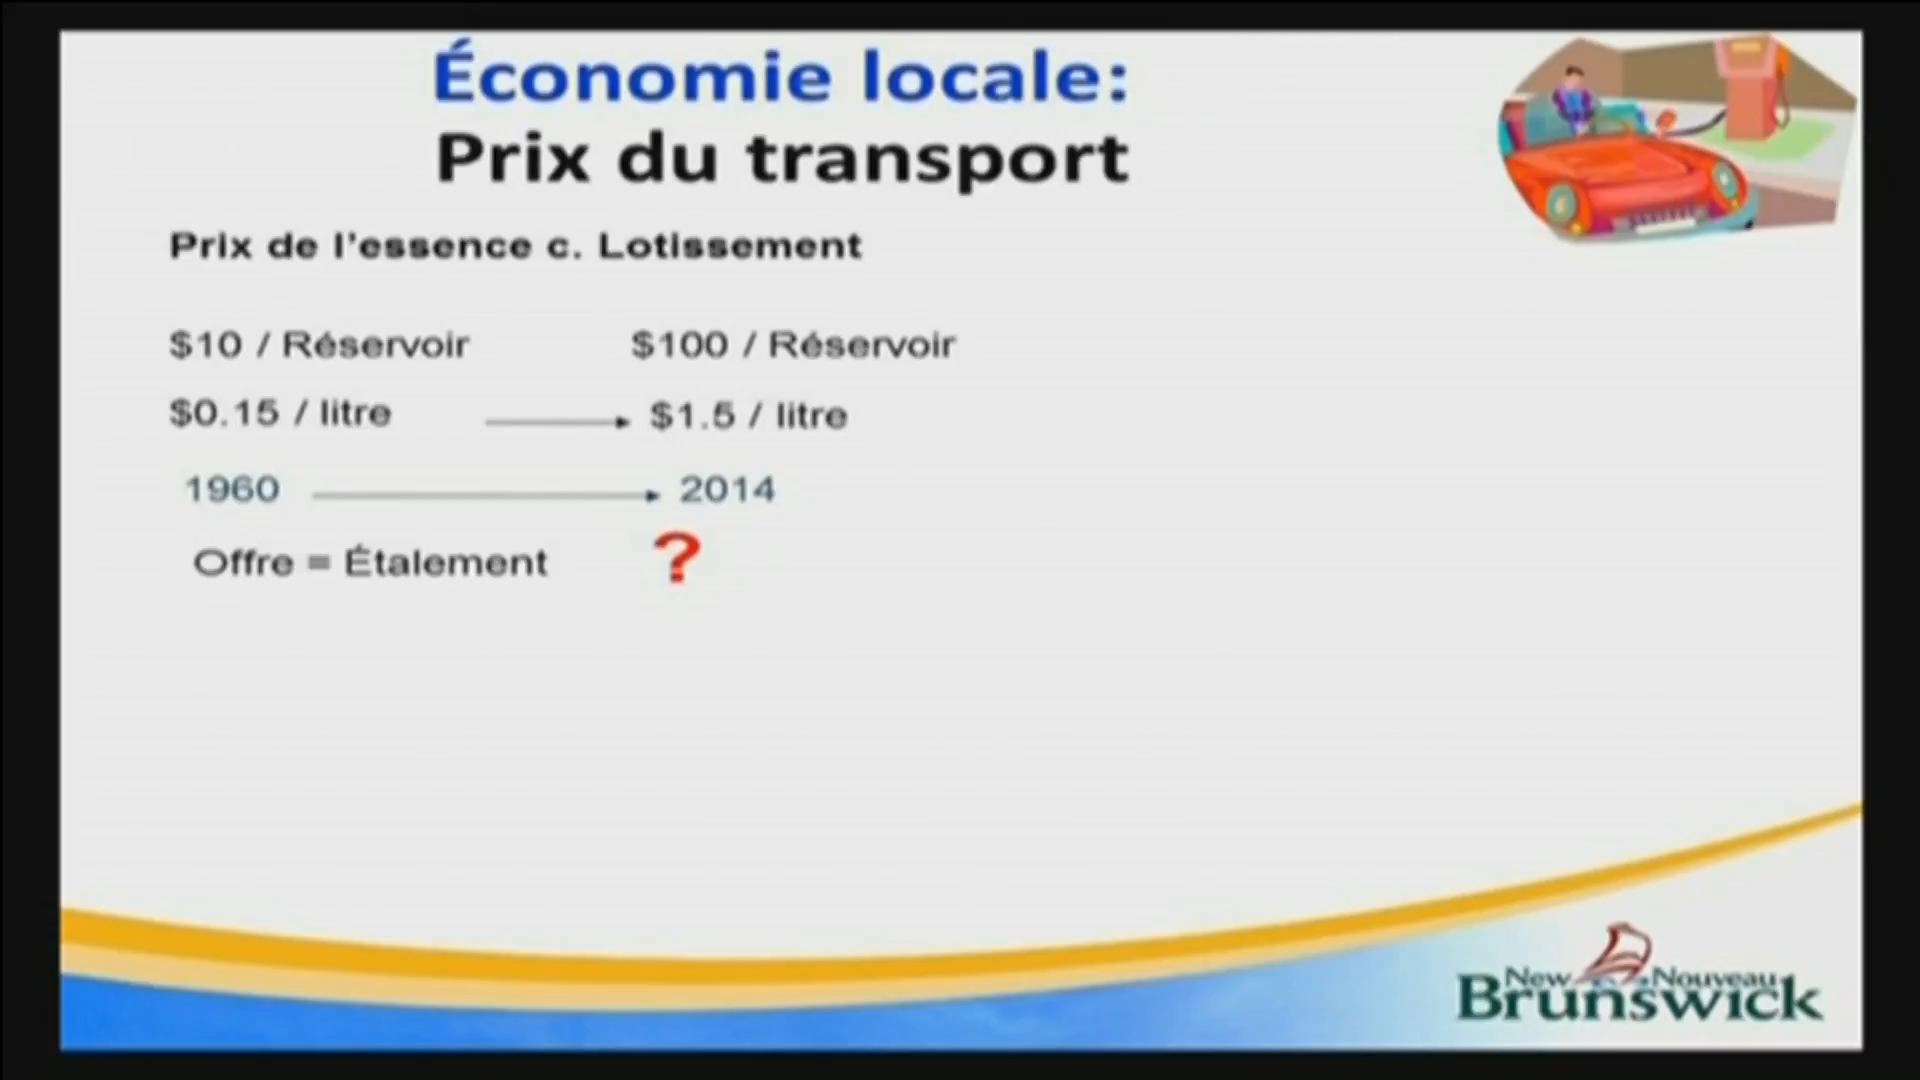 Économie locale:
Prix du transport
Prix de l'essence c. Lotissement
$10 / Réservoir $100 / Réservoir
$0.15 / litre $1.5 / litre
1960 2014
Offre = Étalement ?
New Nouveau
Brunswick